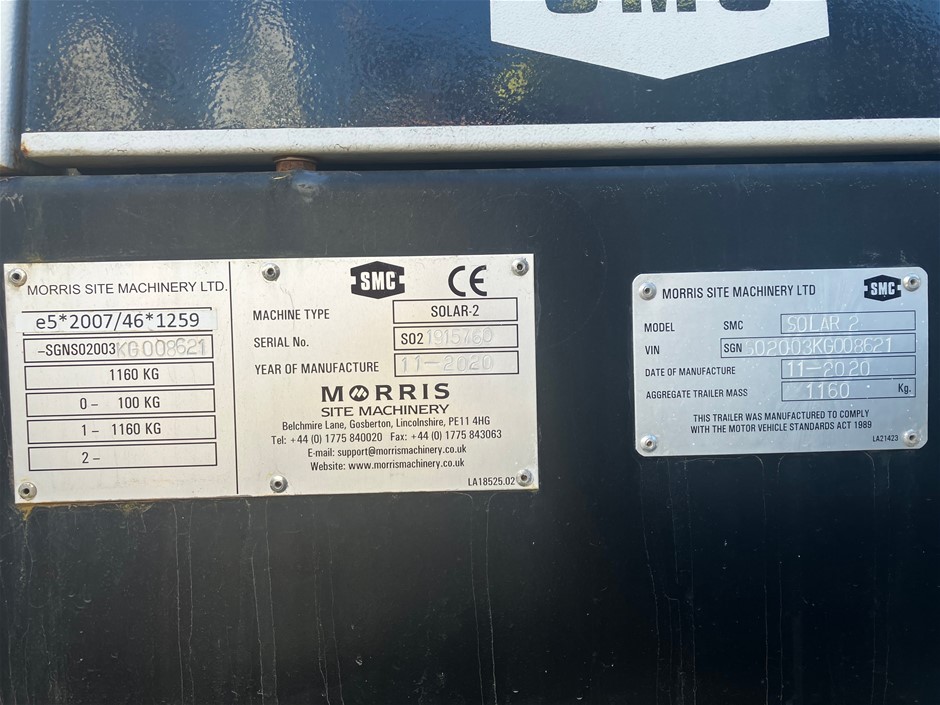 SMC
MORRIS SITE MACHINERY LTD.
e5*2007/46*1259
-SGNS02003KG008621
1160 KG
0 - 100 KG
1 - 1160 KG
2 -
SMC CE
MACHINE TYPE SOLAR-2
SERIAL No. S021915760
YEAR OF MANUFACTURE 11-2020
MORRIS
SITE MACHINERY
Belchmire Lane, Gosberton, Lincolnshire, PE11 4HG
Tel: +44 (0) 1775 840020 Fax: +44 (0) 1775 843063
E-mail: support@morrismachinery.co.uk
Website: www.morrismachinery.co.uk
LA18525.02
MORRIS SITE MACHINERY LTD SMC
MODEL SMC SOLAR 2
VIN SGNS02003KG008621
DATE OF MANUFACTURE 11-2020
AGGREGATE TRAILER MASS 1160 Kg.
THIS TRAILER WAS MANUFACTURED TO COMPLY
WITH THE MOTOR VEHICLE STANDARDS ACT 1989
LA21423